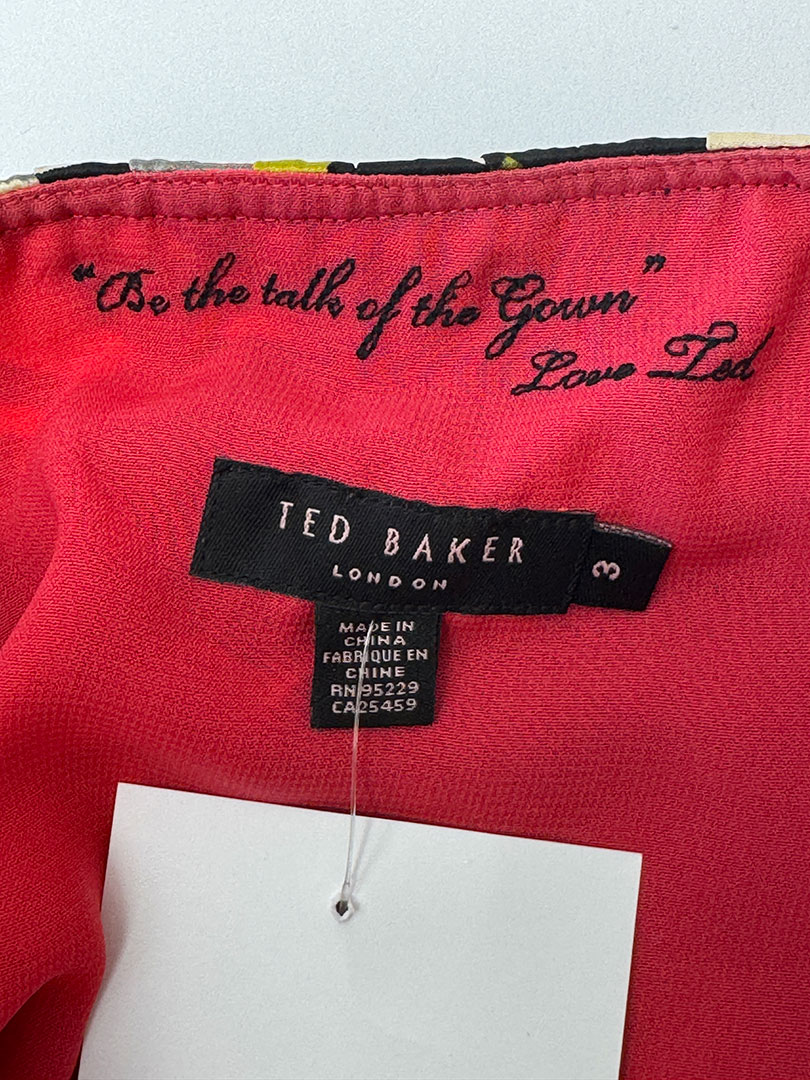 "Be the talk of the Gown"
Love Ted
TED BAKER
LONDON
3
MADE IN
CHINA
FABRIQUE EN
CHINE
RN 95229
CA25459